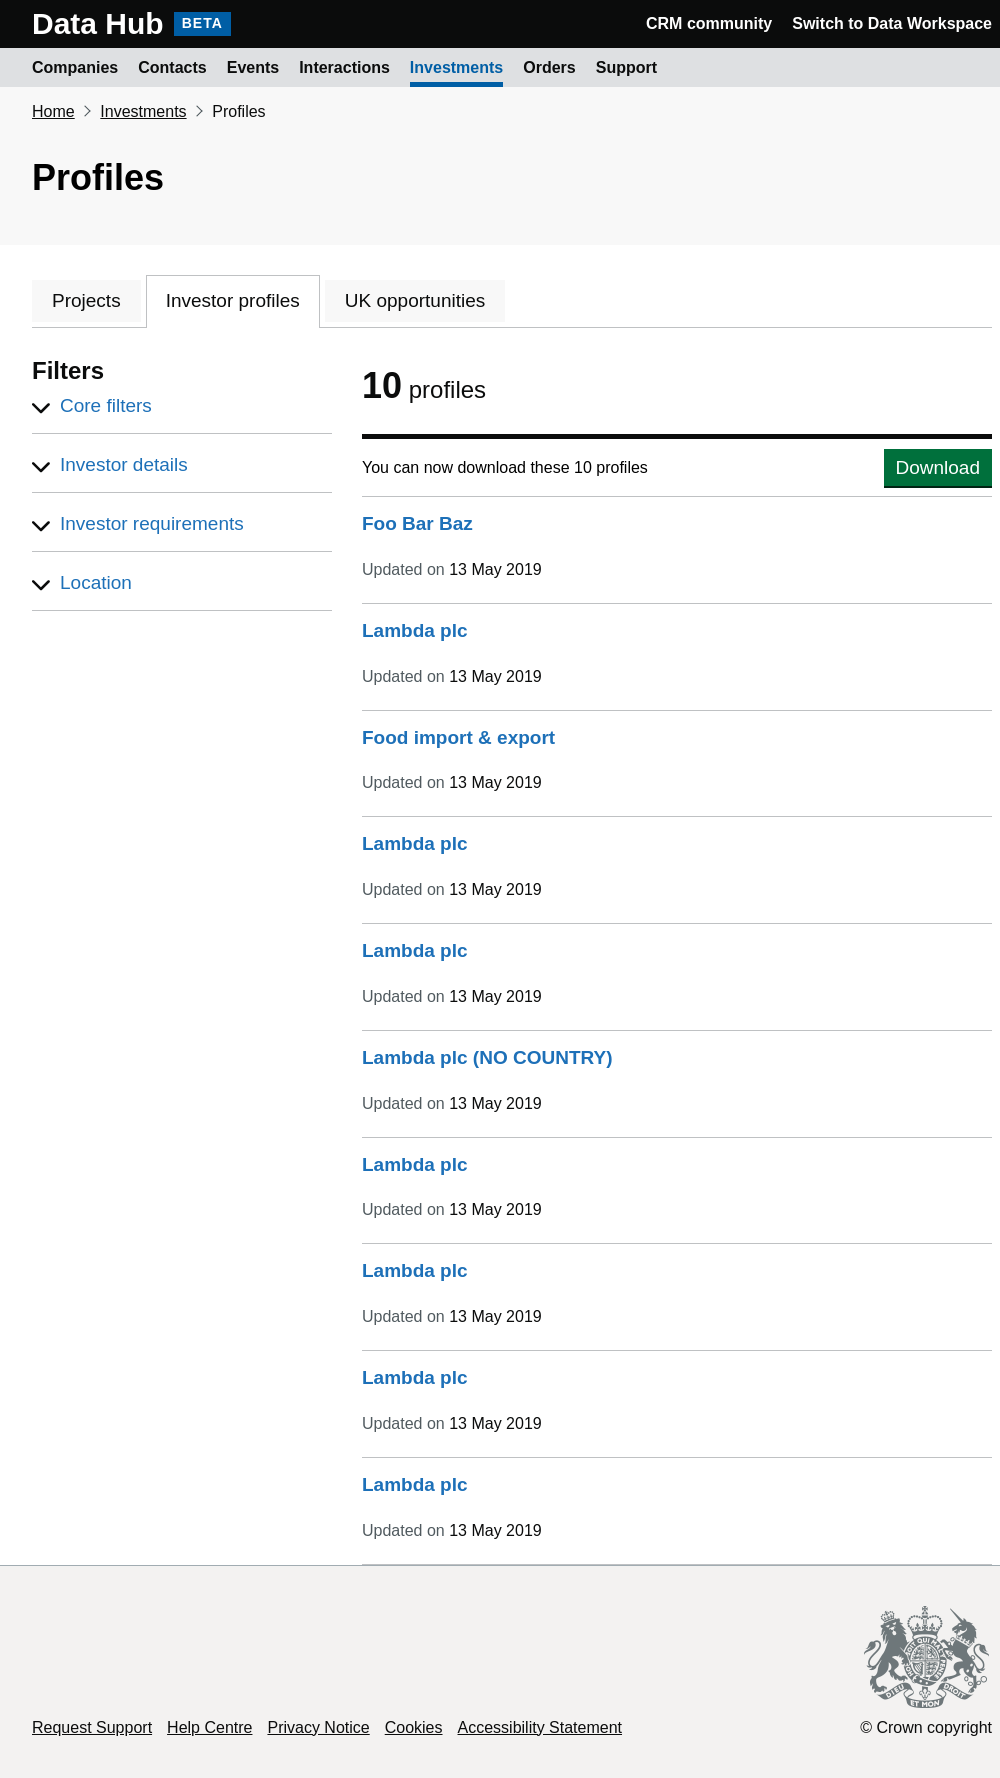 Data Hub BETA CRM community Switch to Data Workspace
Companies Contacts Events Interactions Investments Orders Support
Home Investments Profiles
Profiles
Projects Investor profiles UK opportunities
Filters
Core filters
Investor details
Investor requirements
Location
10 profiles
You can now download these 10 profiles Download
Foo Bar Baz
Updated on 13 May 2019
Lambda plc
Updated on 13 May 2019
Food import & export
Updated on 13 May 2019
Lambda plc
Updated on 13 May 2019
Lambda plc
Updated on 13 May 2019
Lambda plc (NO COUNTRY)
Updated on 13 May 2019
Lambda plc
Updated on 13 May 2019
Lambda plc
Updated on 13 May 2019
Lambda plc
Updated on 13 May 2019
Lambda plc
Updated on 13 May 2019
DIEU ET MON DROIT
Request Support Help Centre Privacy Notice Cookies Accessibility Statement © Crown copyright